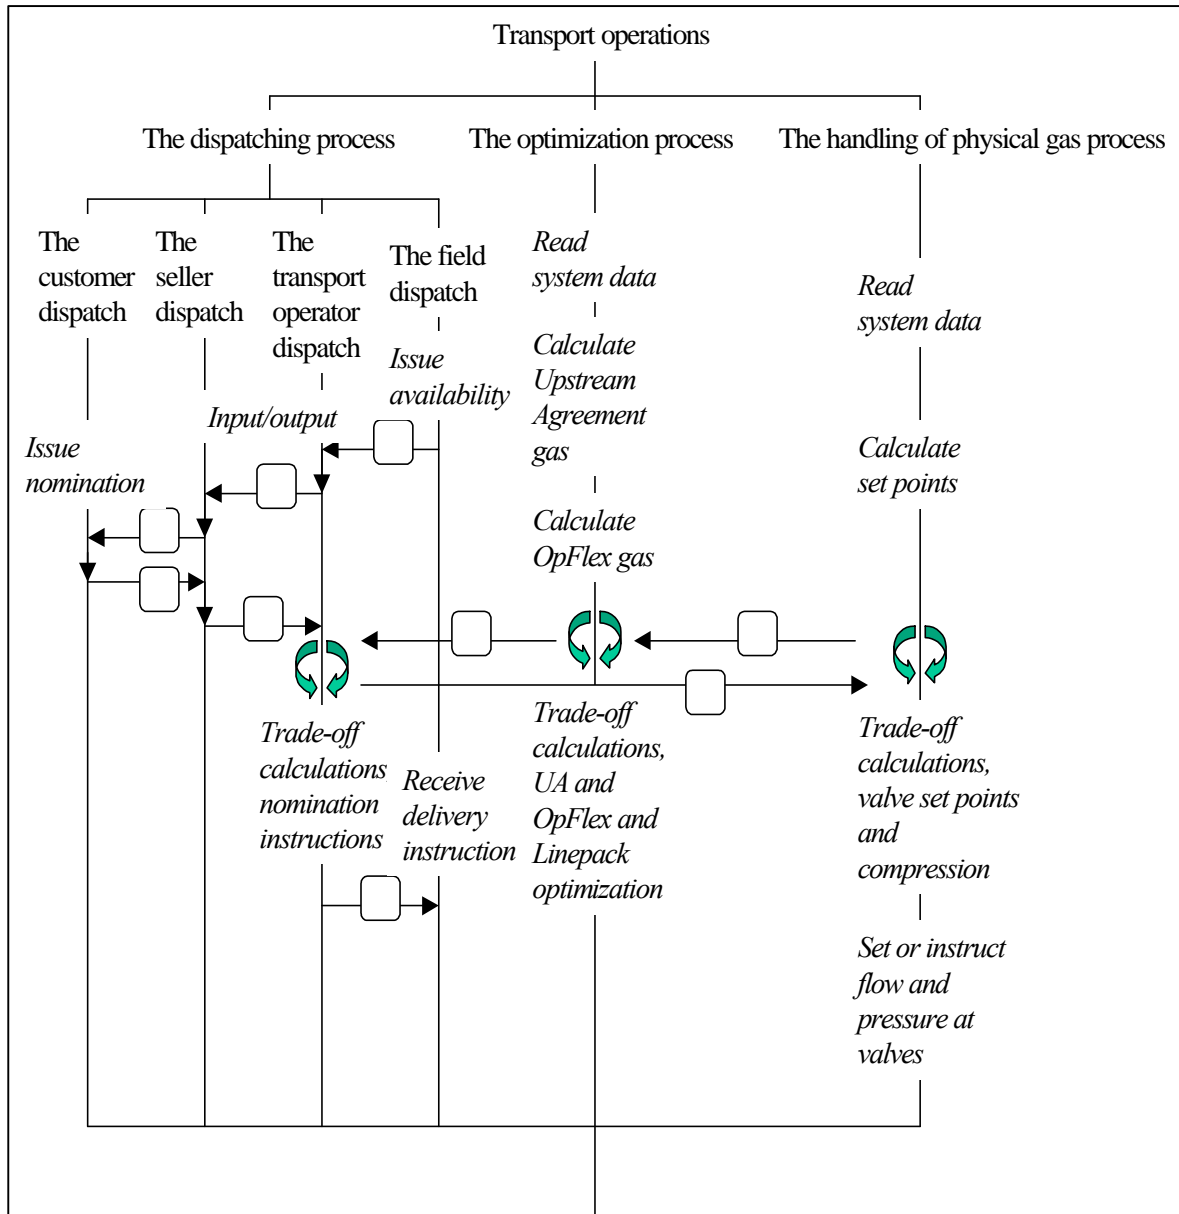 Transport operations
The dispatching process
The optimization process
The handling of physical gas process
The
customer
dispatch
The
seller
dispatch
The
transport
operator
dispatch
The field
dispatch
Read
system data
Read
system data
Issue
availability
Calculate
Upstream
Agreement
gas
Input/output
Issue
nomination
Calculate
set points
Calculate
OpFlex gas
Trade-off
calculations
nomination
instructions
Receive
delivery
instruction
Trade-off
calculations,
UA and
OpFlex and
Linepack
optimization
Trade-off
calculations,
valve set points
and
compression
Set or instruct
flow and
pressure at
valves